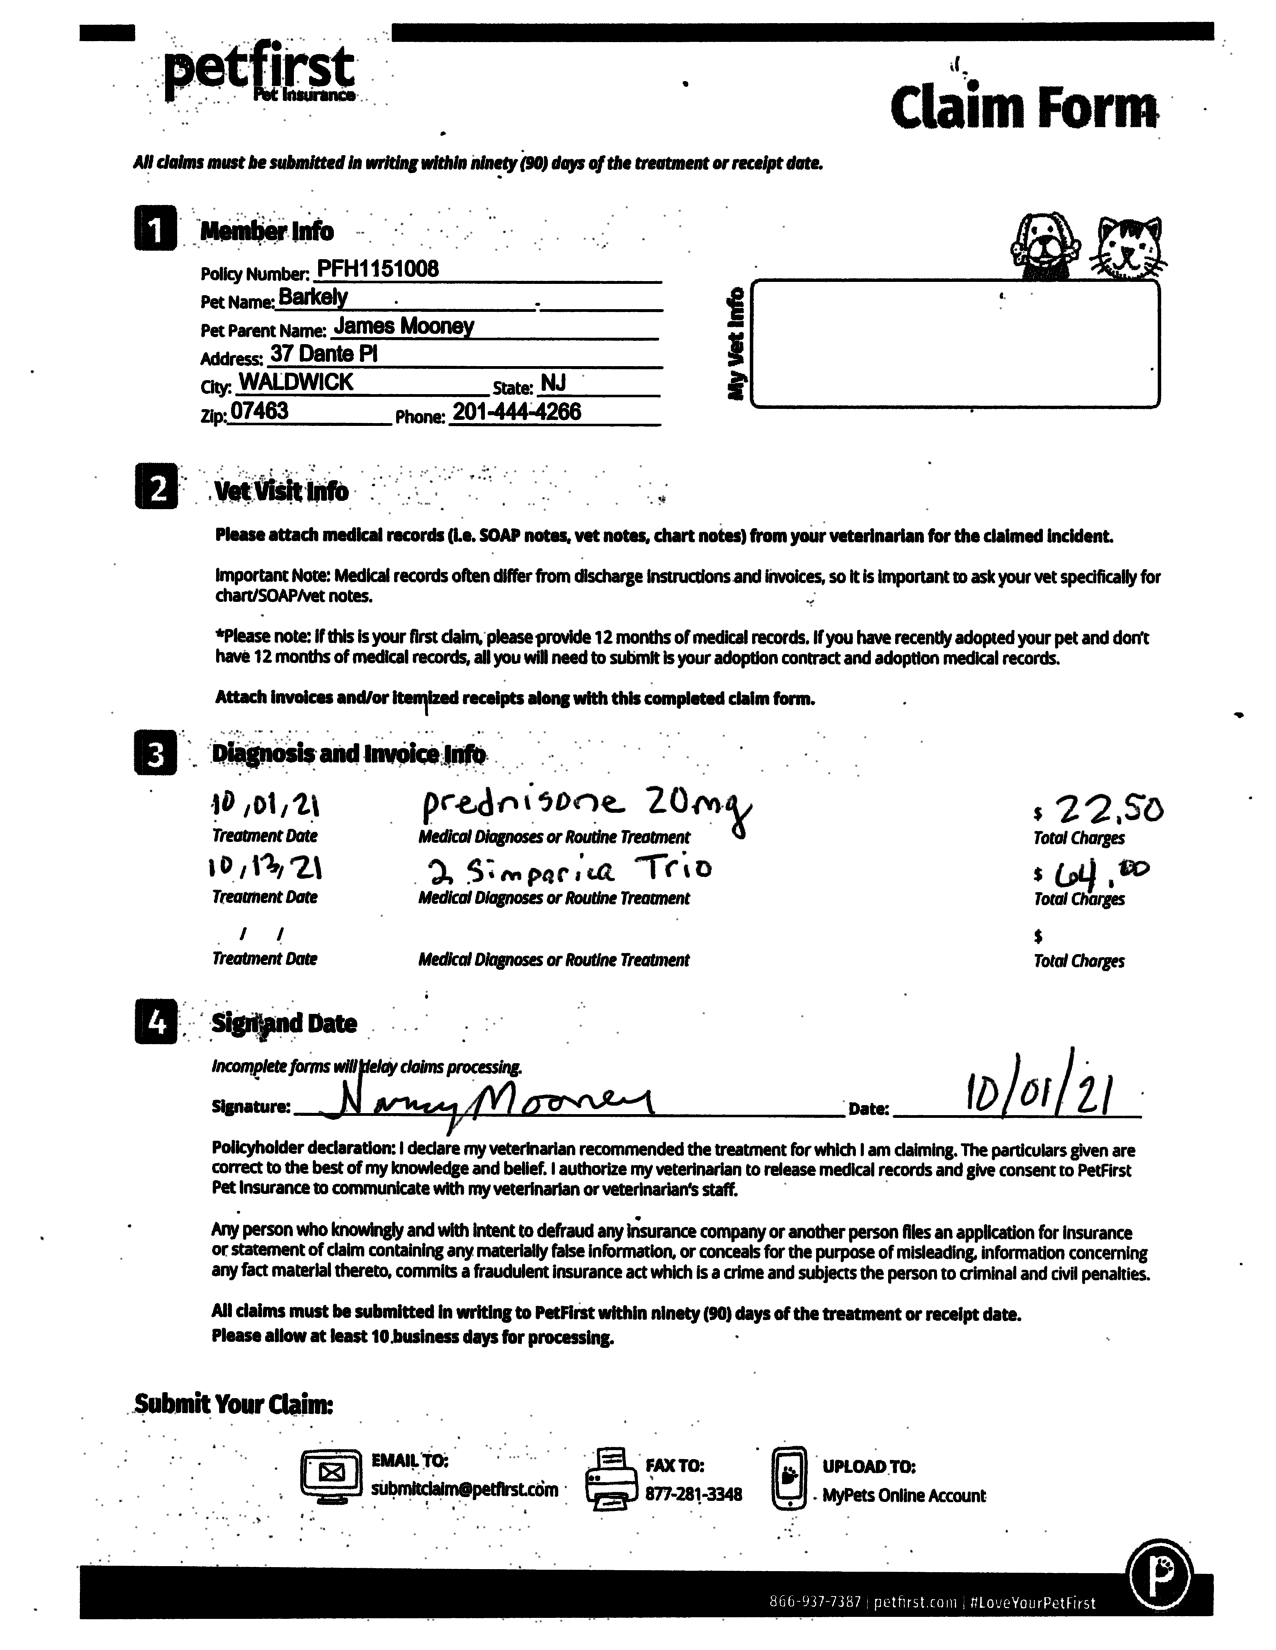 petfirst
Pet Insurance
Claim Form
All claims must be submitted in writing within ninety (90) days of the treatment or receipt date.
1 Member Info
Policy Number: PFH1151008
Pet Name: Barkely
Pet Parent Name: James Mooney
Address: 37 Dante Pl
City: WALDWICK State: NJ
Zip: 07463 Phone: 201-444-4266
My Vet Info
2 Vet Visit Info
Please attach medical records (i.e. SOAP notes, vet notes, chart notes) from your veterinarian for the claimed incident.
Important Note: Medical records often differ from discharge instructions and invoices, so it is important to ask your vet specifically for
chart/SOAP/vet notes.
*Please note: if this is your first claim, please provide 12 months of medical records. If you have recently adopted your pet and don't
have 12 months of medical records, all you will need to submit is your adoption contract and adoption medical records.
Attach invoices and/or itemized receipts along with this completed claim form.
3 Diagnosis and Invoice Info
10/01/21 prednisone 20mg $ 22.50
Treatment Date Medical Diagnoses or Routine Treatment Total Charges
10/13/21 2 Simparica Trio $ 64.00
Treatment Date Medical Diagnoses or Routine Treatment Total Charges
/ / $
Treatment Date Medical Diagnoses or Routine Treatment Total Charges
4 Sign and Date
Incomplete forms will delay claims processing.
Signature: Nancy Mooney Date: 10/01/21
Policyholder declaration: I declare my veterinarian recommended the treatment for which I am claiming. The particulars given are
correct to the best of my knowledge and belief. I authorize my veterinarian to release medical records and give consent to PetFirst
Pet Insurance to communicate with my veterinarian or veterinarian's staff.
Any person who knowingly and with intent to defraud any insurance company or another person files an application for insurance
or statement of claim containing any materially false information, or conceals for the purpose of misleading, information concerning
any fact material thereto, commits a fraudulent insurance act which is a crime and subjects the person to criminal and civil penalties.
All claims must be submitted in writing to PetFirst within ninety (90) days of the treatment or receipt date.
Please allow at least 10 business days for processing.
Submit Your Claim:
EMAIL TO: FAX TO: UPLOAD TO:
submitclaim@petfirst.com 877-281-3348 MyPets Online Account
866-937-7387 | petfirst.com | #LoveYourPetFirst